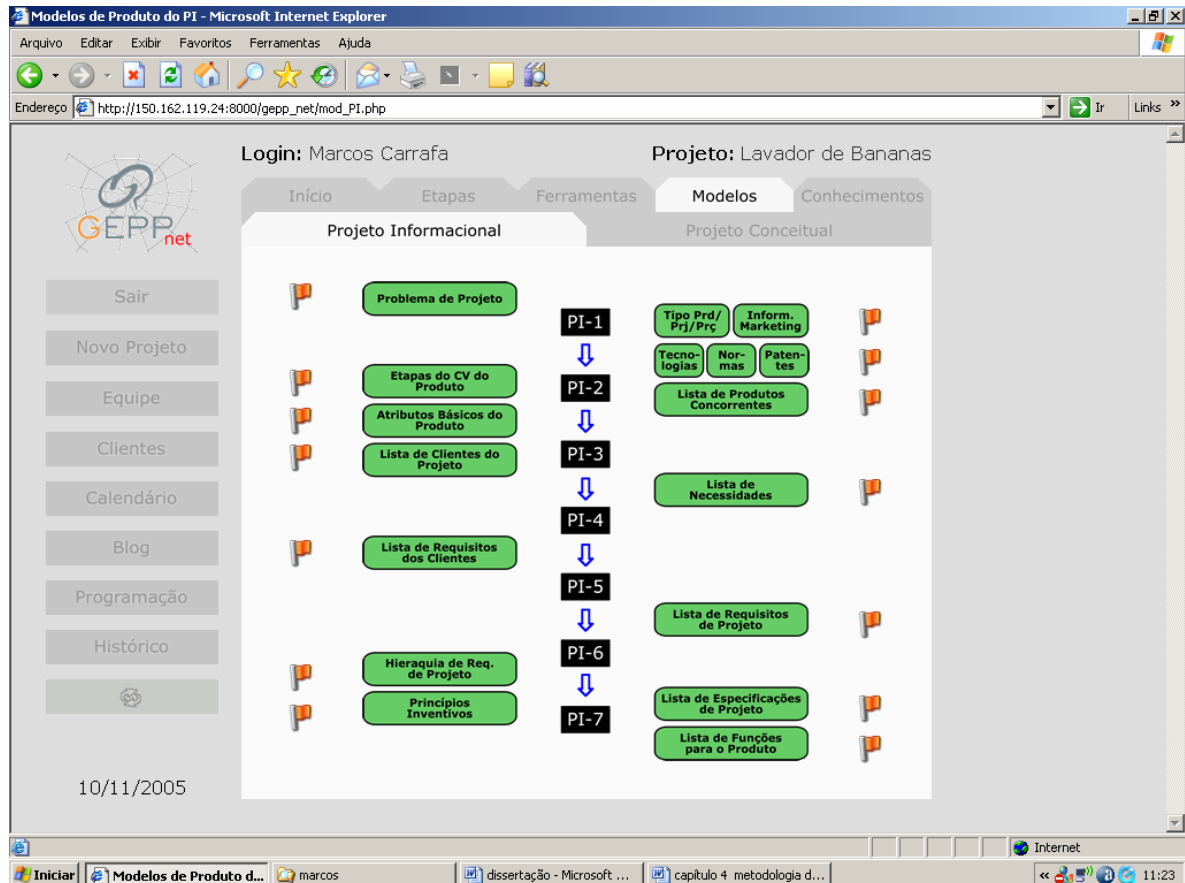 Modelos de Produto do PI - Microsoft Internet Explorer
Arquivo Editar Exibir Favoritos Ferramentas Ajuda
Endereço http://150.162.119.24:8000/gepp_net/mod_PI.php Ir Links »
Login: Marcos Carrafa Projeto: Lavador de Bananas
GEPP net
Início Etapas Ferramentas Modelos Conhecimentos
Projeto Informacional Projeto Conceitual
Sair
Novo Projeto
Equipe
Clientes
Calendário
Blog
Programação
Histórico
10/11/2005
Problema de Projeto
Etapas do CV do
Produto
Atributos Básicos do
Produto
Lista de Clientes do
Projeto
Lista de Requisitos
dos Clientes
Hieraquia de Req.
de Projeto
Princípios
Inventivos
PI-1
PI-2
PI-3
PI-4
PI-5
PI-6
PI-7
Tipo Prd/
Prj/Prç
Inform.
Marketing
Tecno-
logias
Nor-
mas
Paten-
tes
Lista de Produtos
Concorrentes
Lista de
Necessidades
Lista de Requisitos
de Projeto
Lista de Especificações
de Projeto
Lista de Funções
para o Produto
Internet
Iniciar Modelos de Produto d... marcos dissertação - Microsoft ... capítulo 4 metodologia d... « 11:23